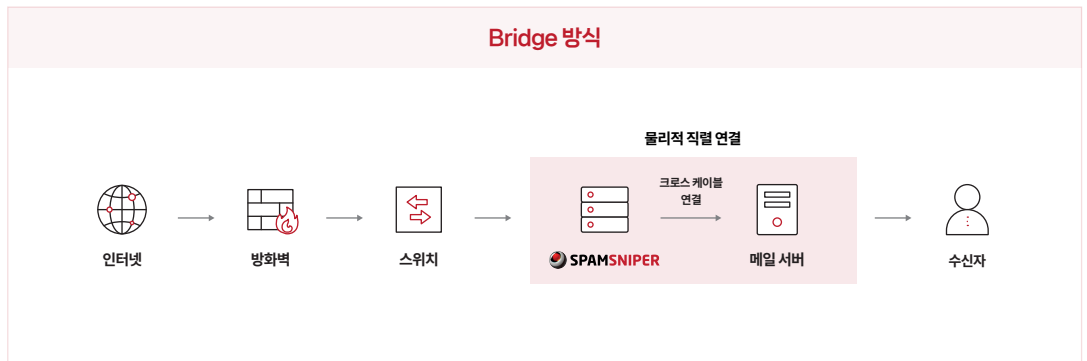 Bridge 방식
물리적 직렬 연결
크로스 케이블
연결
인터넷
방화벽
스위치
SPAMSNIPER
메일 서버
수신자